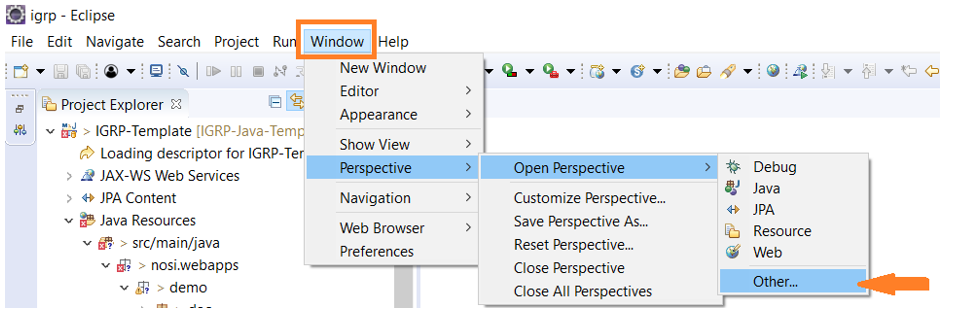 igrp - Eclipse
File Edit Navigate Search Project Run Window Help
Project Explorer
> IGRP-Template [IGRP-Java-Temp
Loading descriptor for IGRP-Ter
JAX-WS Web Services
JPA Content
Java Resources
> src/main/java
> nosi.webapps
> demo
New Window
Editor
Appearance
Show View
Perspective
Navigation
Web Browser
Preferences
Open Perspective
Customize Perspective...
Save Perspective As...
Reset Perspective...
Close Perspective
Close All Perspectives
Debug
Java
JPA
Resource
Web
Other...